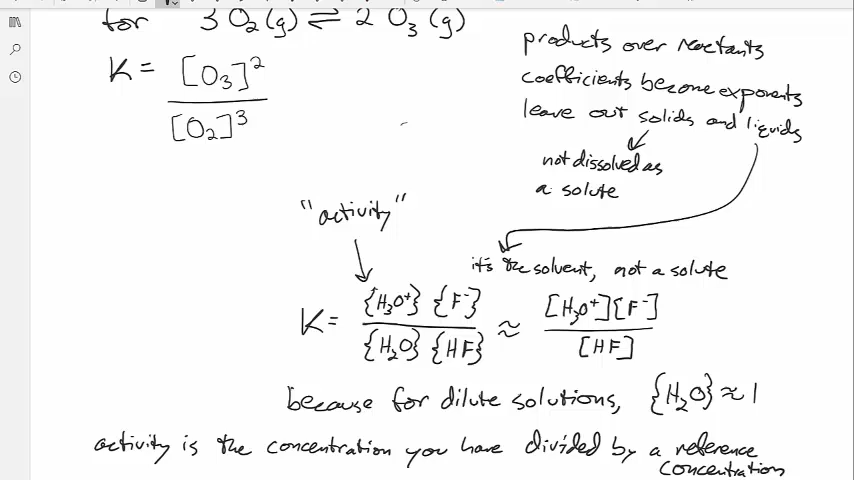 for 3 O₂(g) ⇌ 2 O₃(g)
K = [O₃]² / [O₂]³
products over reactants
coefficients become exponents
leave out solids and liquids
not dissolved as
a solute
"activity"
it's the solvent, not a solute
K = {H₃O⁺} {F⁻} / {H₂O} {HF} ≈ [H₃O⁺][F⁻] / [HF]
because for dilute solutions, {H₂O} ≈ 1
activity is the concentration you have divided by a reference
concentration